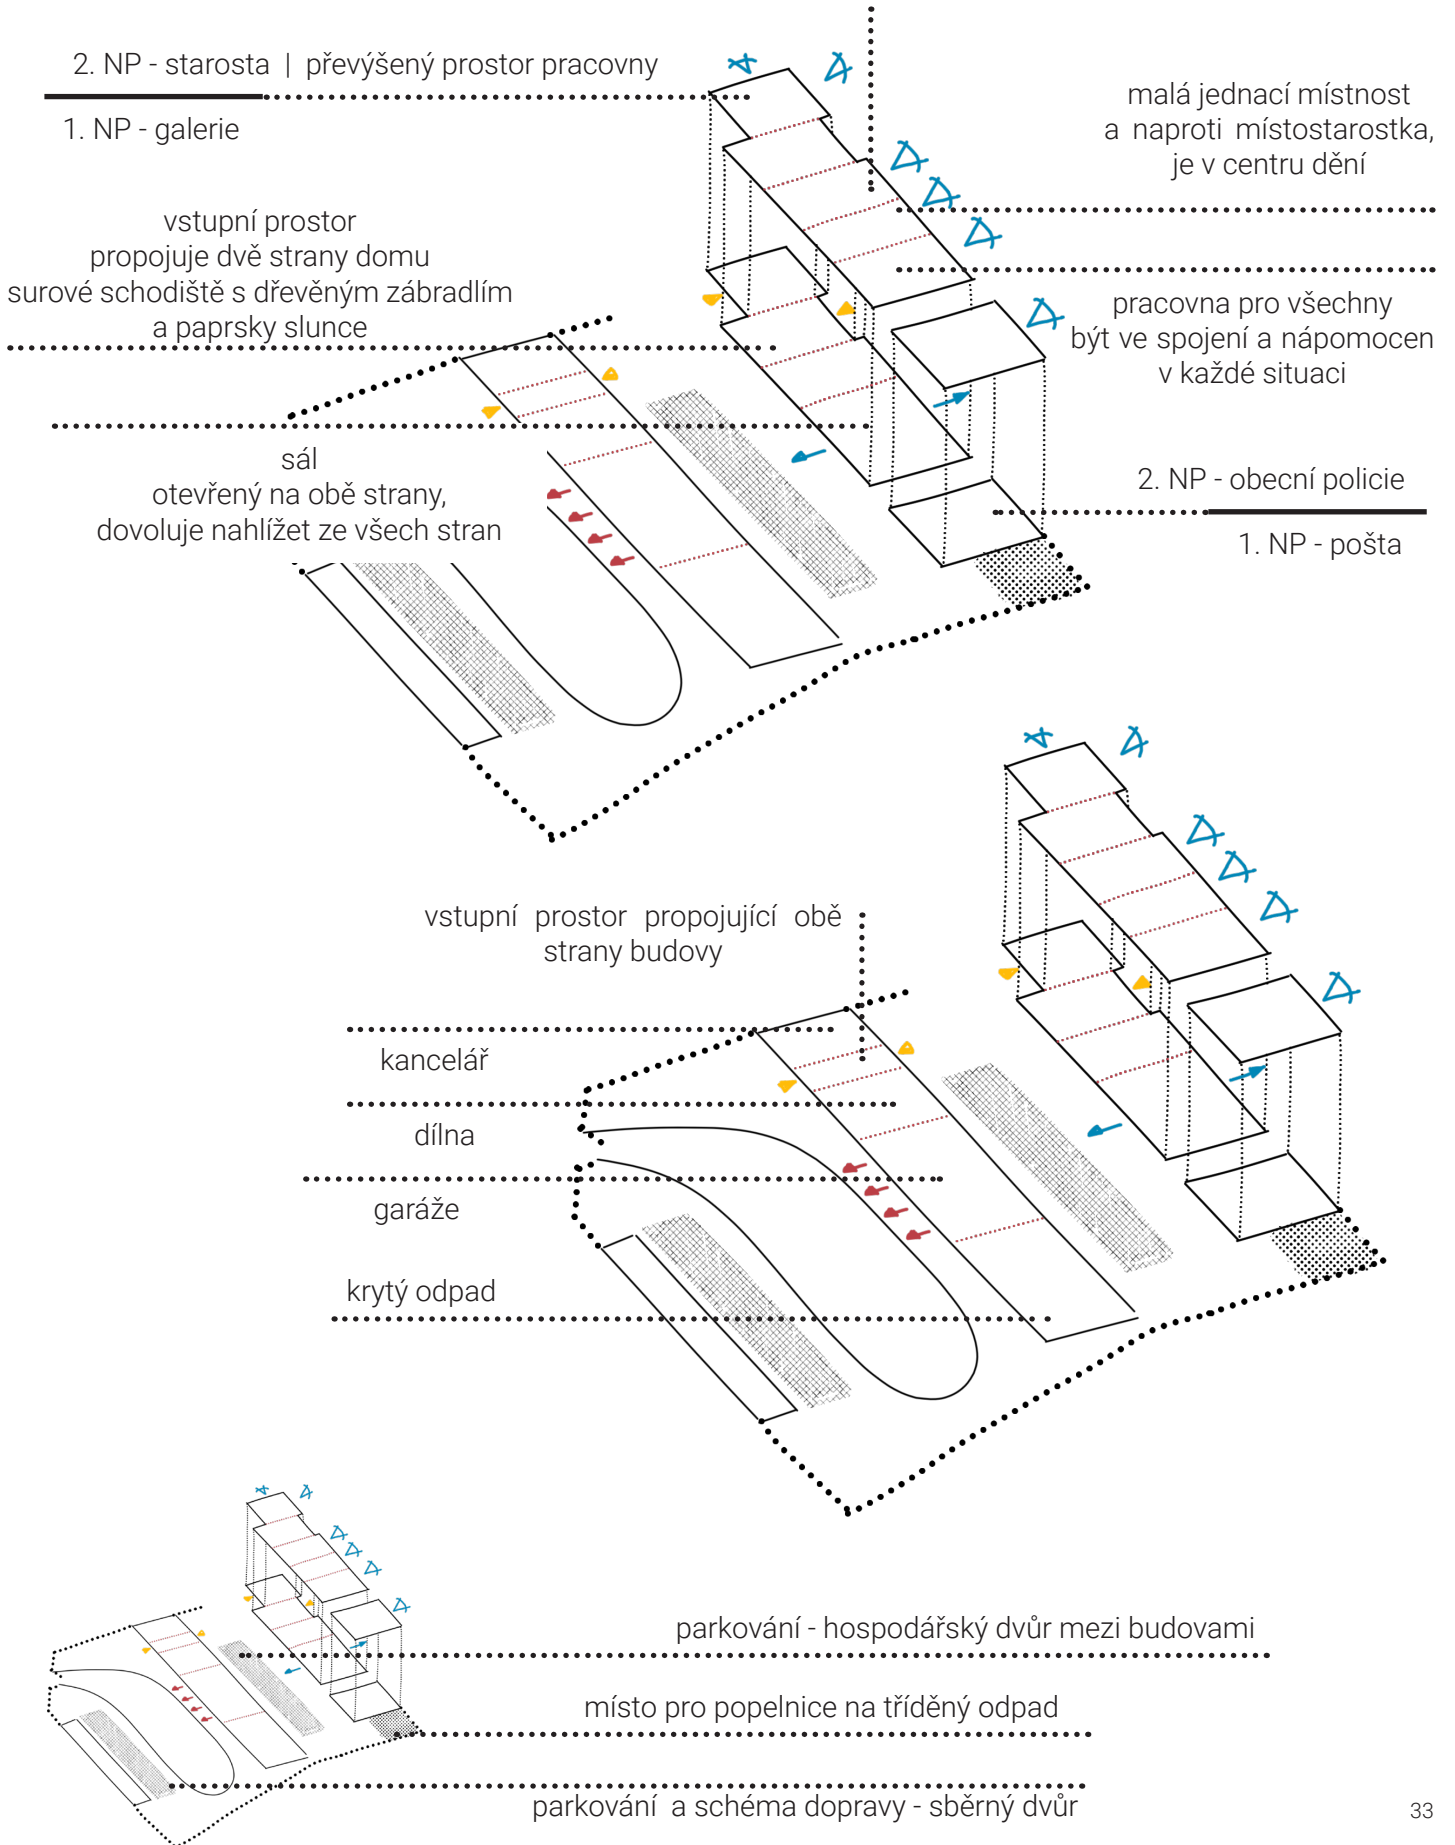 2. NP - starosta | převýšený prostor pracovny
1. NP - galerie
malá jednací místnost
a naproti místostarostka,
je v centru dění
vstupní prostor
propojuje dvě strany domu
surové schodiště s dřevěným zábradlím
a paprsky slunce
pracovna pro všechny
být ve spojení a nápomocen
v každé situaci
sál
otevřený na obě strany,
dovoluje nahlížet ze všech stran
2. NP - obecní policie
1. NP - pošta
vstupní prostor propojující obě
strany budovy
kancelář
dílna
garáže
krytý odpad
parkování - hospodářský dvůr mezi budovami
místo pro popelnice na tříděný odpad
parkování a schéma dopravy - sběrný dvůr
33